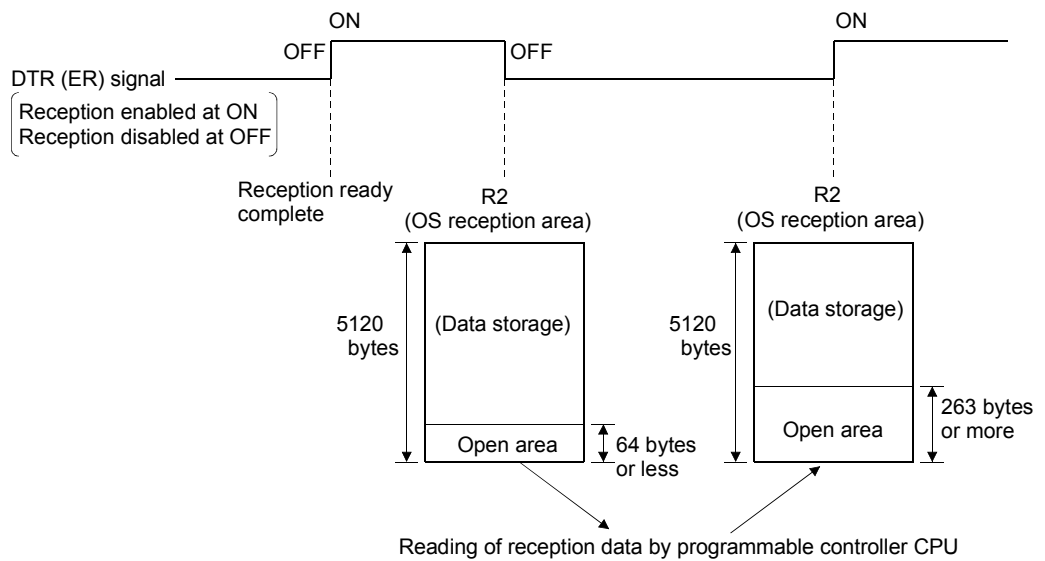 ON
ON
OFF
OFF
DTR (ER) signal
Reception enabled at ON
Reception disabled at OFF
Reception ready
complete
R2
(OS reception area)
R2
(OS reception area)
5120
bytes
(Data storage)
Open area
64 bytes
or less
5120
bytes
(Data storage)
Open area
263 bytes
or more
Reading of reception data by programmable controller CPU